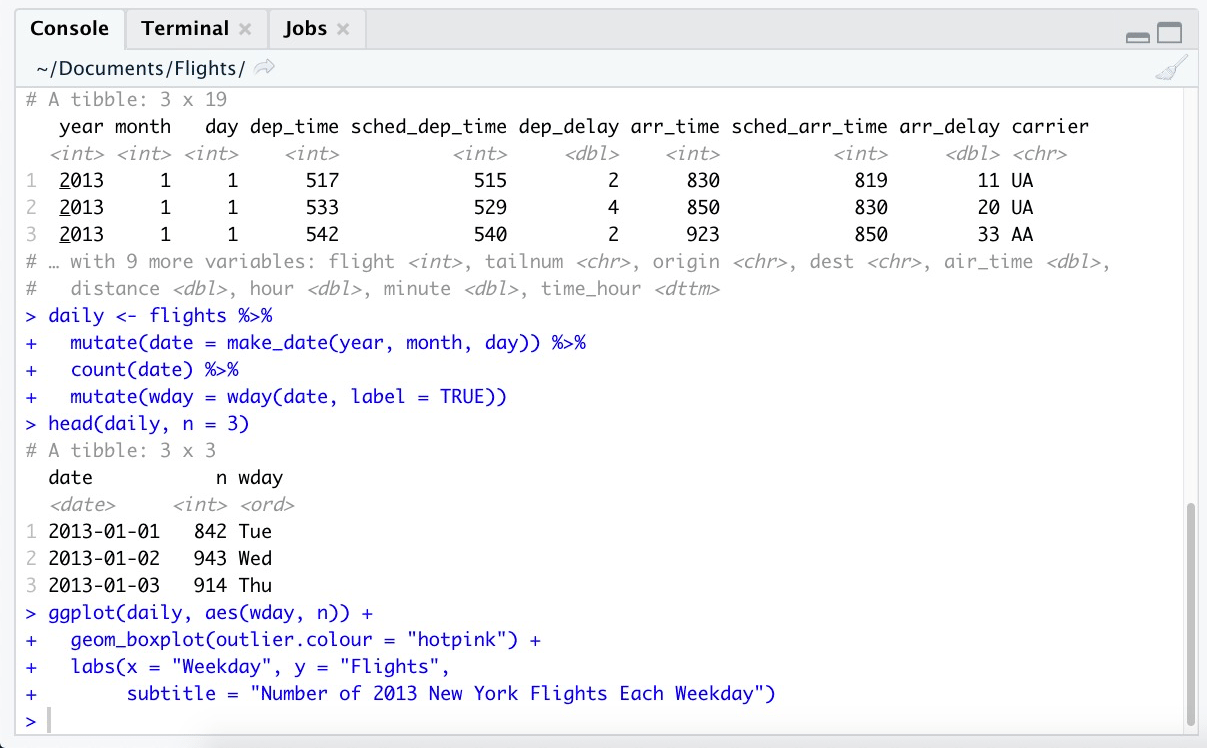 Console Terminal × Jobs ×
~/Documents/Flights/
# A tibble: 3 x 19
   year month   day dep_time sched_dep_time dep_delay arr_time sched_arr_time arr_delay carrier
  <int> <int> <int>    <int>          <int>     <dbl>    <int>          <int>     <dbl> <chr>
1  2013     1     1      517            515         2      830            819        11 UA
2  2013     1     1      533            529         4      850            830        20 UA
3  2013     1     1      542            540         2      923            850        33 AA
# … with 9 more variables: flight <int>, tailnum <chr>, origin <chr>, dest <chr>, air_time <dbl>,
#   distance <dbl>, hour <dbl>, minute <dbl>, time_hour <dttm>
> daily <- flights %>%
+   mutate(date = make_date(year, month, day)) %>%
+   count(date) %>%
+   mutate(wday = wday(date, label = TRUE))
> head(daily, n = 3)
# A tibble: 3 x 3
  date           n wday
  <date>     <int> <ord>
1 2013-01-01   842 Tue
2 2013-01-02   943 Wed
3 2013-01-03   914 Thu
> ggplot(daily, aes(wday, n)) +
+   geom_boxplot(outlier.colour = "hotpink") +
+   labs(x = "Weekday", y = "Flights",
+        subtitle = "Number of 2013 New York Flights Each Weekday")
>